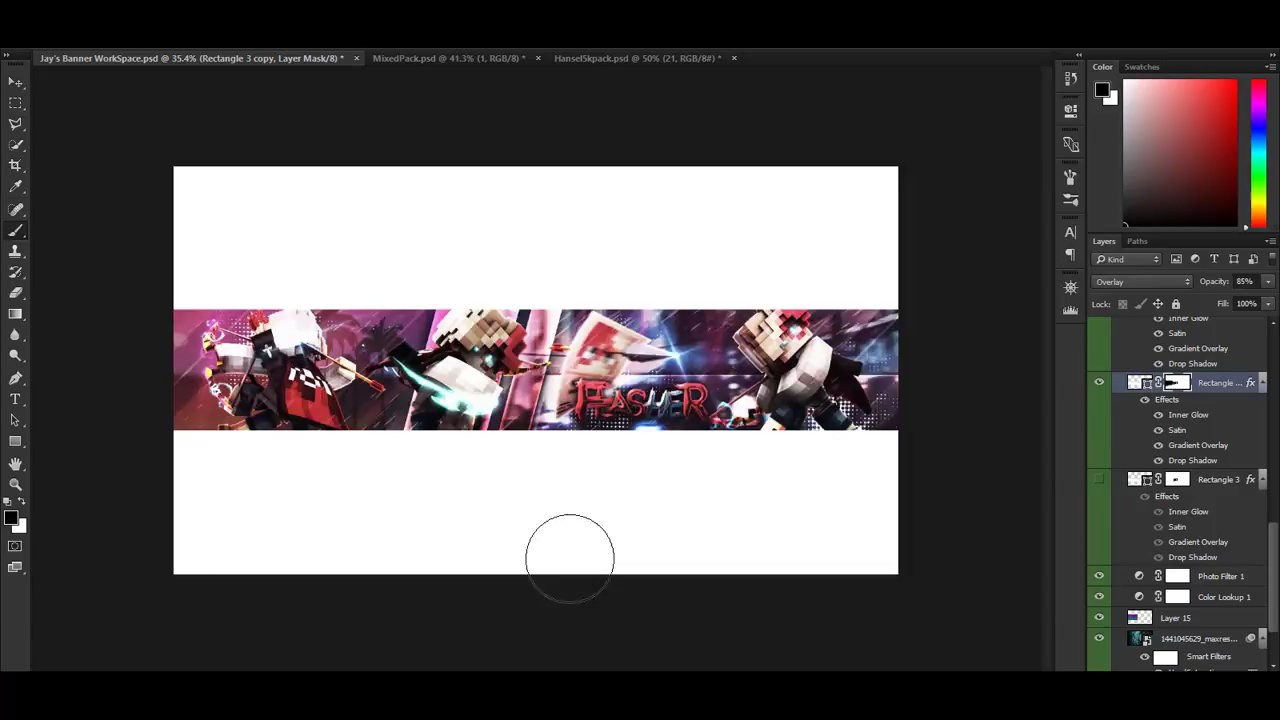 Jay's Banner WorkSpace.psd @ 35.4% (Rectangle 3 copy, Layer Mask/8) * × MixedPack.psd @ 41.3% (1, RGB/8) * × Hansel5kpack.psd @ 50% (21, RGB/8#) * ×
Color Swatches
Layers Paths
Kind
Overlay Opacity: 85%
Lock: Fill: 100%
Inner Glow
Satin
Gradient Overlay
Drop Shadow
Rectangle ... fx
Effects
Inner Glow
Satin
Gradient Overlay
Drop Shadow
Rectangle 3 fx
Effects
Inner Glow
Satin
Gradient Overlay
Drop Shadow
Photo Filter 1
Color Lookup 1
Layer 15
1441045629_maxres...
Smart Filters